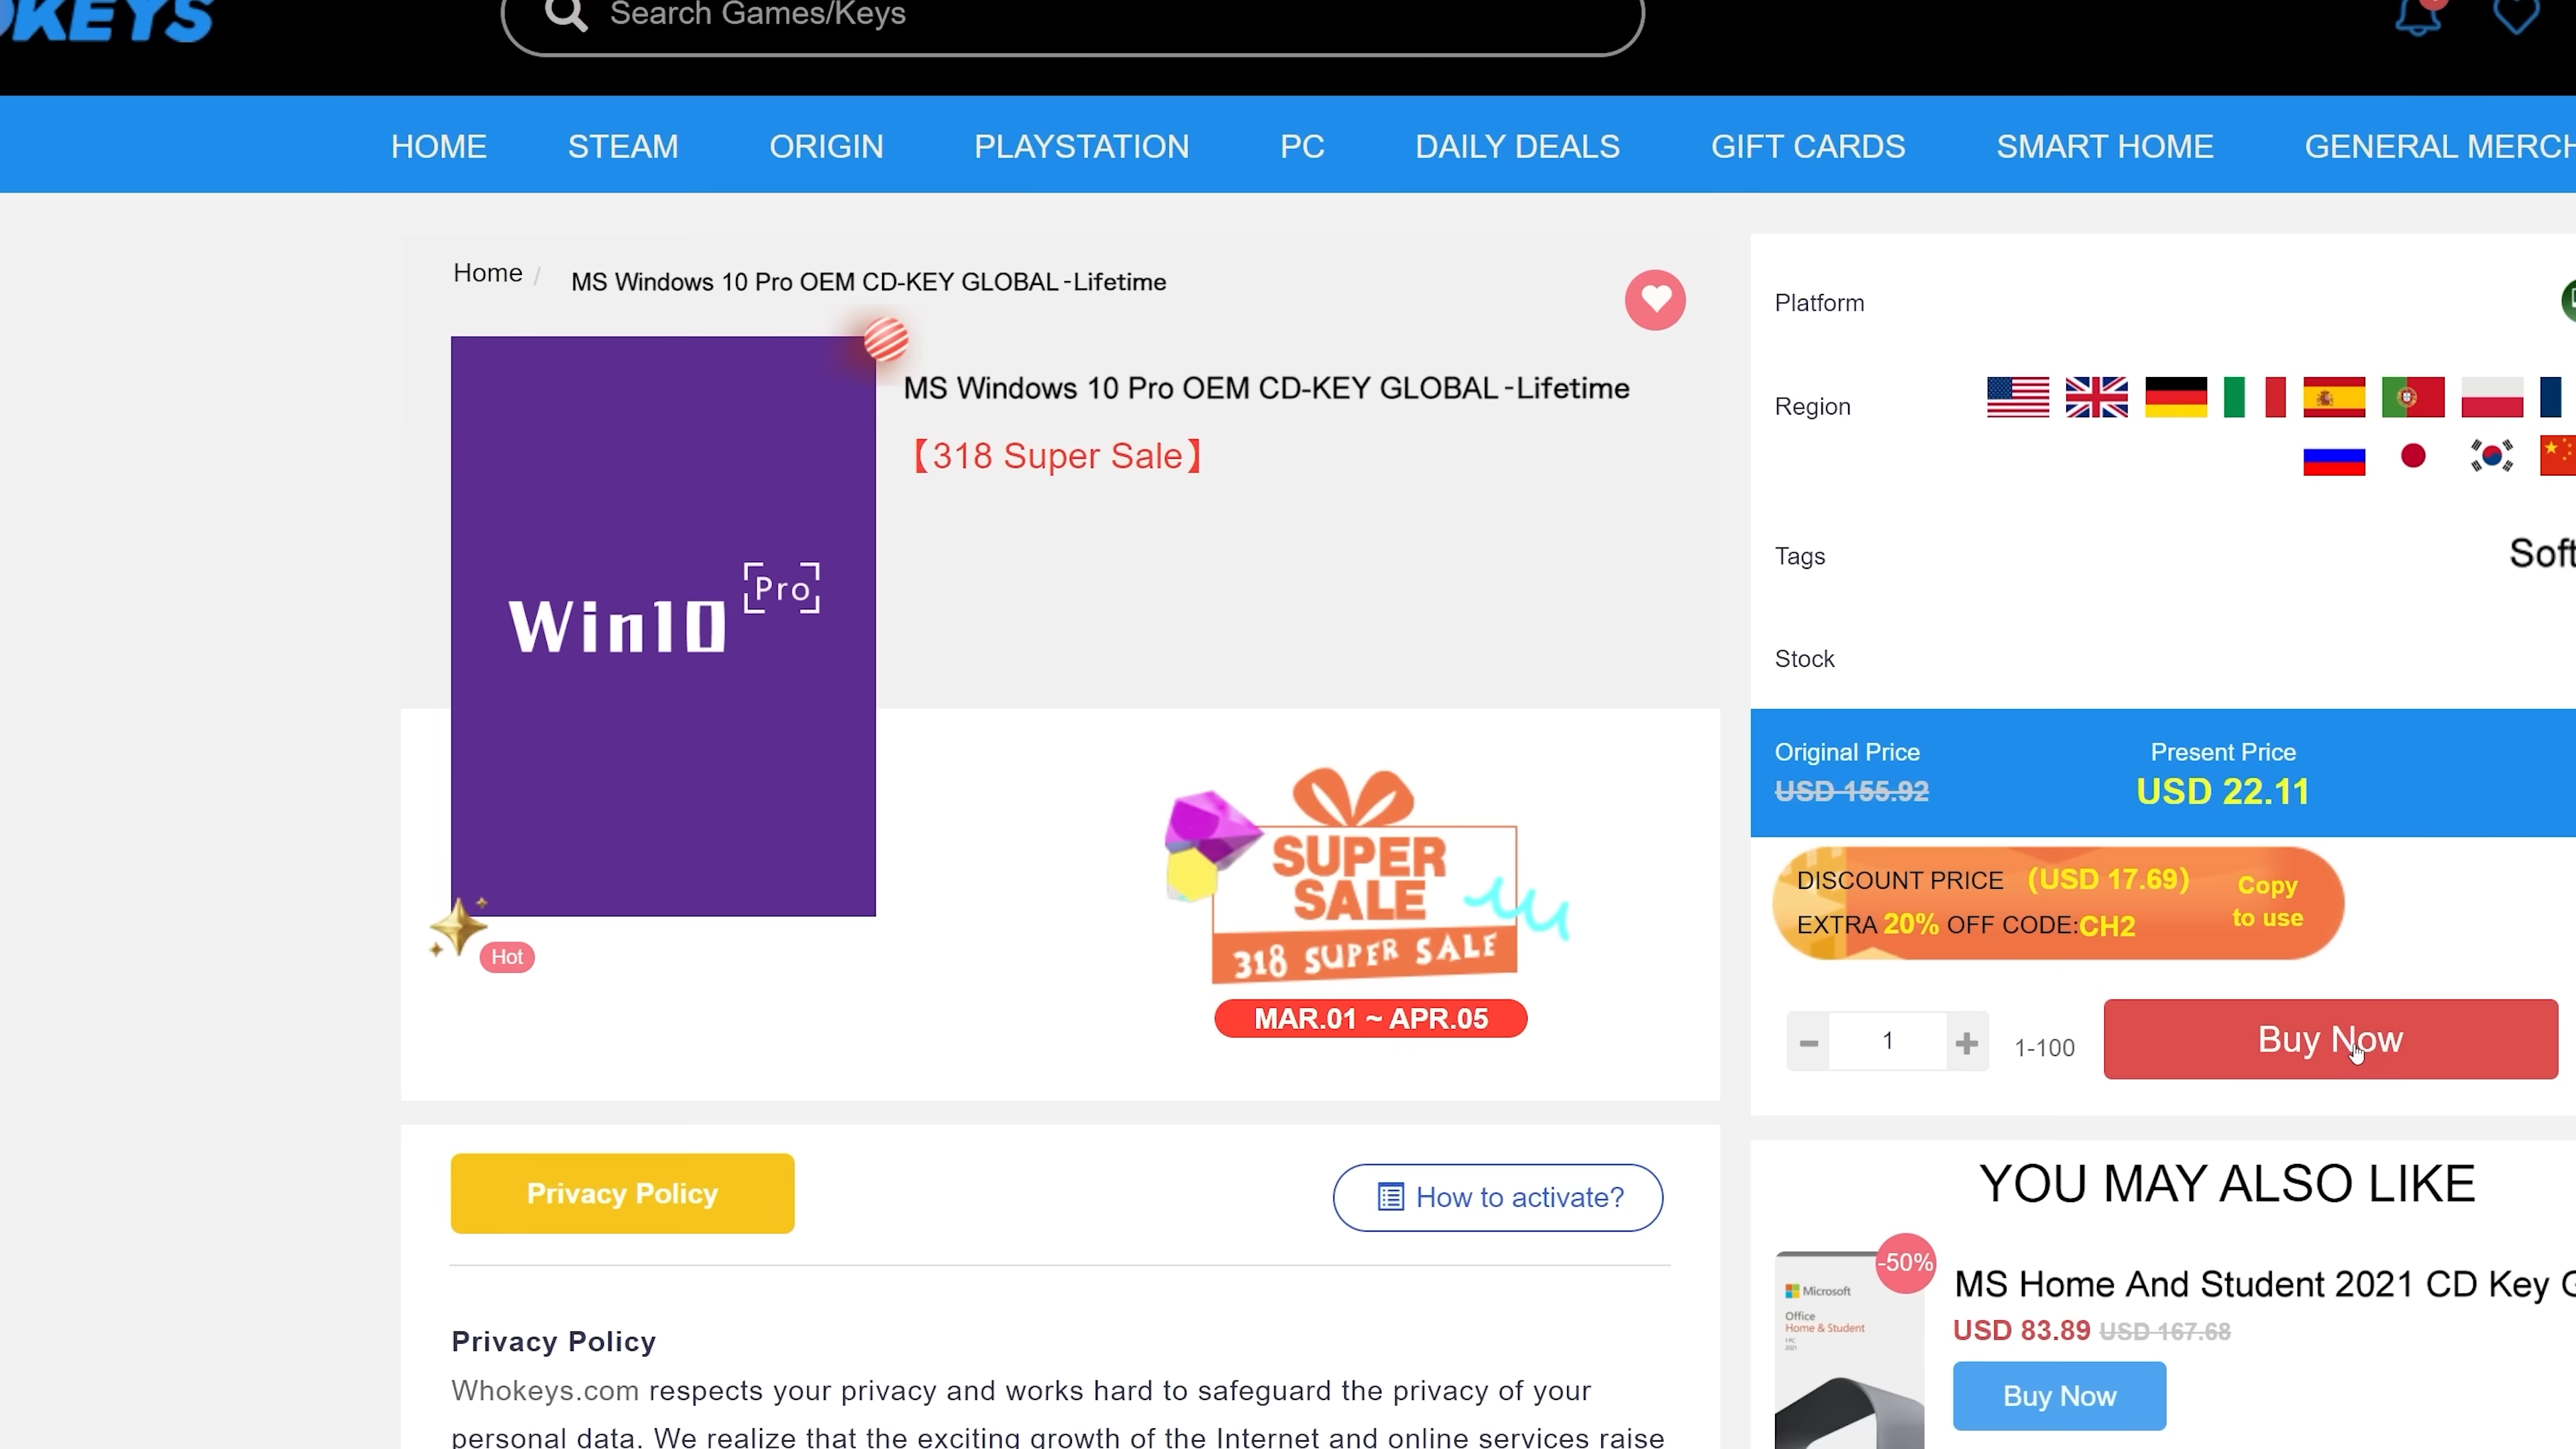 KEYS
Search Games/Keys
HOME STEAM ORIGIN PLAYSTATION PC DAILY DEALS GIFT CARDS SMART HOME GENERAL MERCH
Home / MS Windows 10 Pro OEM CD-KEY GLOBAL-Lifetime
MS Windows 10 Pro OEM CD-KEY GLOBAL-Lifetime
【318 Super Sale】
Win10 Pro
Hot
SUPER
SALE
318 SUPER SALE
MAR.01 ~ APR.05
Platform
Region
Tags
Soft
Stock
Original Price Present Price
USD 155.92 USD 22.11
DISCOUNT PRICE (USD 17.69)
EXTRA 20% OFF CODE:CH2
Copy
to use
− 1 + 1-100 Buy Now
Privacy Policy
How to activate?
Privacy Policy
Whokeys.com respects your privacy and works hard to safeguard the privacy of your
personal data. We realize that the exciting growth of the Internet and online services raise
YOU MAY ALSO LIKE
-50%
Microsoft
Office
Home & Student
2021
MS Home And Student 2021 CD Key G
USD 83.89 USD 167.68
Buy Now